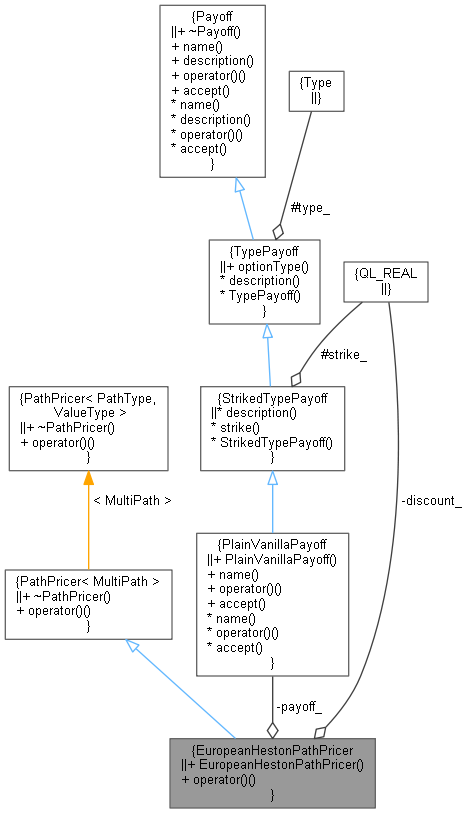 {Payoff
||+ ~Payoff()
+ name()
+ description()
+ operator()()
+ accept()
* name()
* description()
* operator()()
* accept()
}
{Type
||}
#type_
{TypePayoff
||+ optionType()
* description()
* TypePayoff()
}
{QL_REAL
||}
#strike_
{PathPricer< PathType,
ValueType >
||+ ~PathPricer()
+ operator()()
}
{StrikedTypePayoff
||* description()
* strike()
* StrikedTypePayoff()
}
< MultiPath >
-discount_
{PlainVanillaPayoff
||+ PlainVanillaPayoff()
+ name()
+ operator()()
+ accept()
* name()
* operator()()
* accept()
}
{PathPricer< MultiPath >
||+ ~PathPricer()
+ operator()()
}
-payoff_
{EuropeanHestonPathPricer
||+ EuropeanHestonPathPricer()
+ operator()()
}